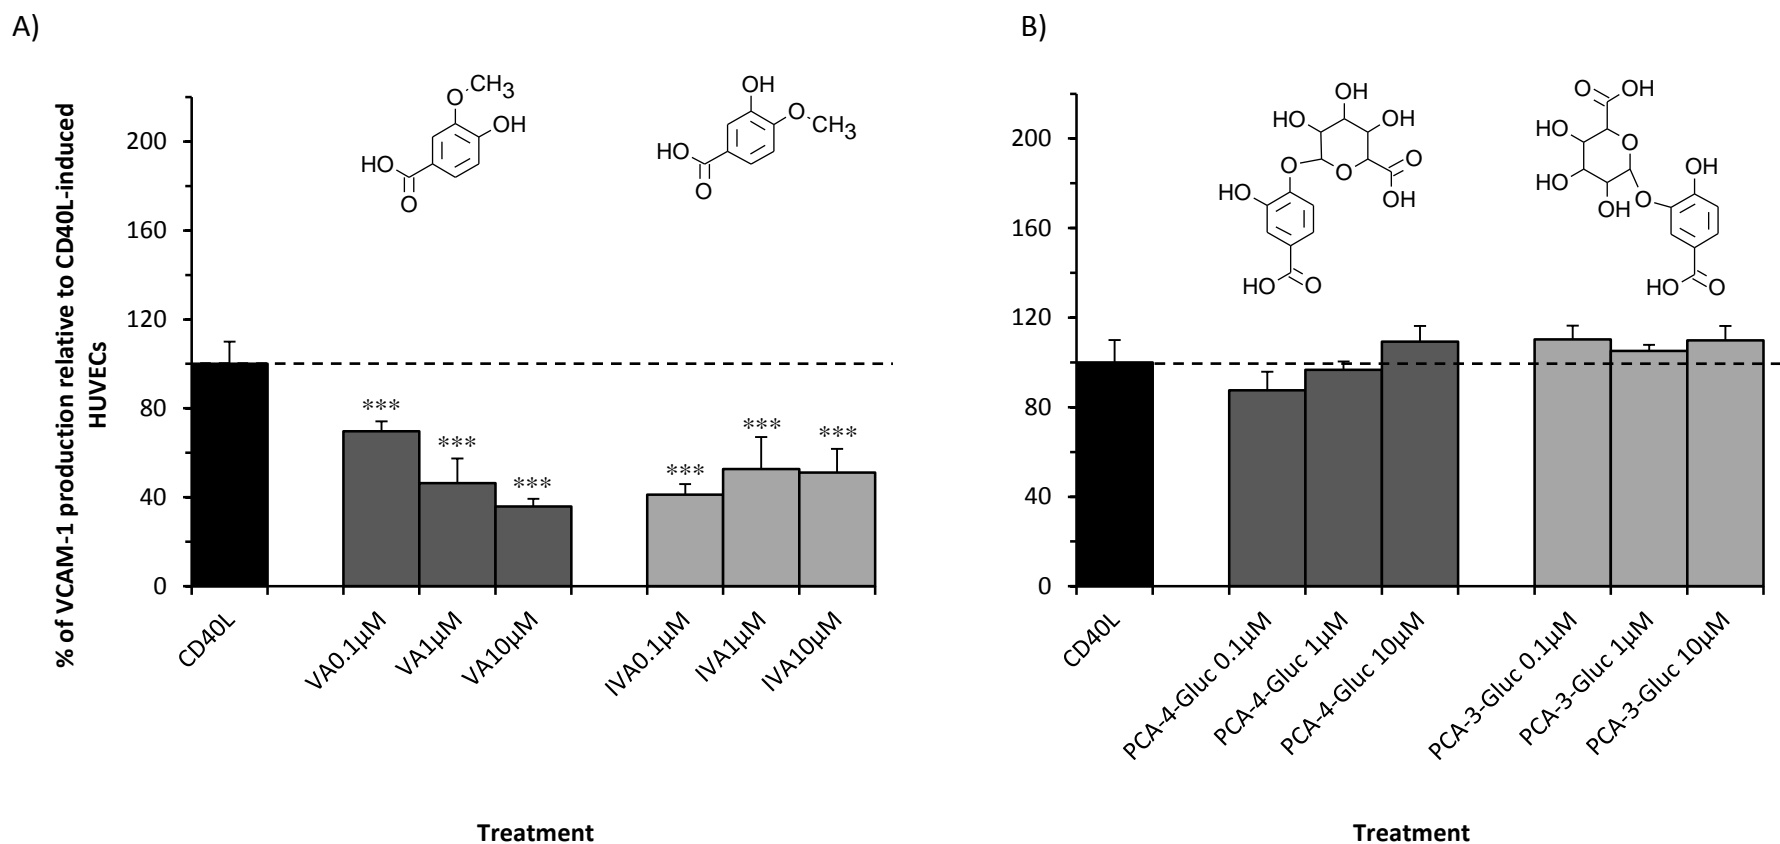 A)
% of VCAM-1 production relative to CD40L-induced
HUVECs
200
160
120
80
40
0
O
CH3
OH
HO
O
OH
O
CH3
HO
O
***
***
***
***
***
***
CD40L
VA0.1µM
VA1µM
VA10µM
IVA0.1µM
IVA1µM
IVA10µM
Treatment
B)
200
160
120
80
40
0
OH
OH
HO
OH
O
O
O
OH
HO
HO
O
O
OH
HO
O
HO
OH
O
OH
HO
O
CD40L
PCA-4-Gluc 0.1µM
PCA-4-Gluc 1µM
PCA-4-Gluc 10µM
PCA-3-Gluc 0.1µM
PCA-3-Gluc 1µM
PCA-3-Gluc 10µM
Treatment